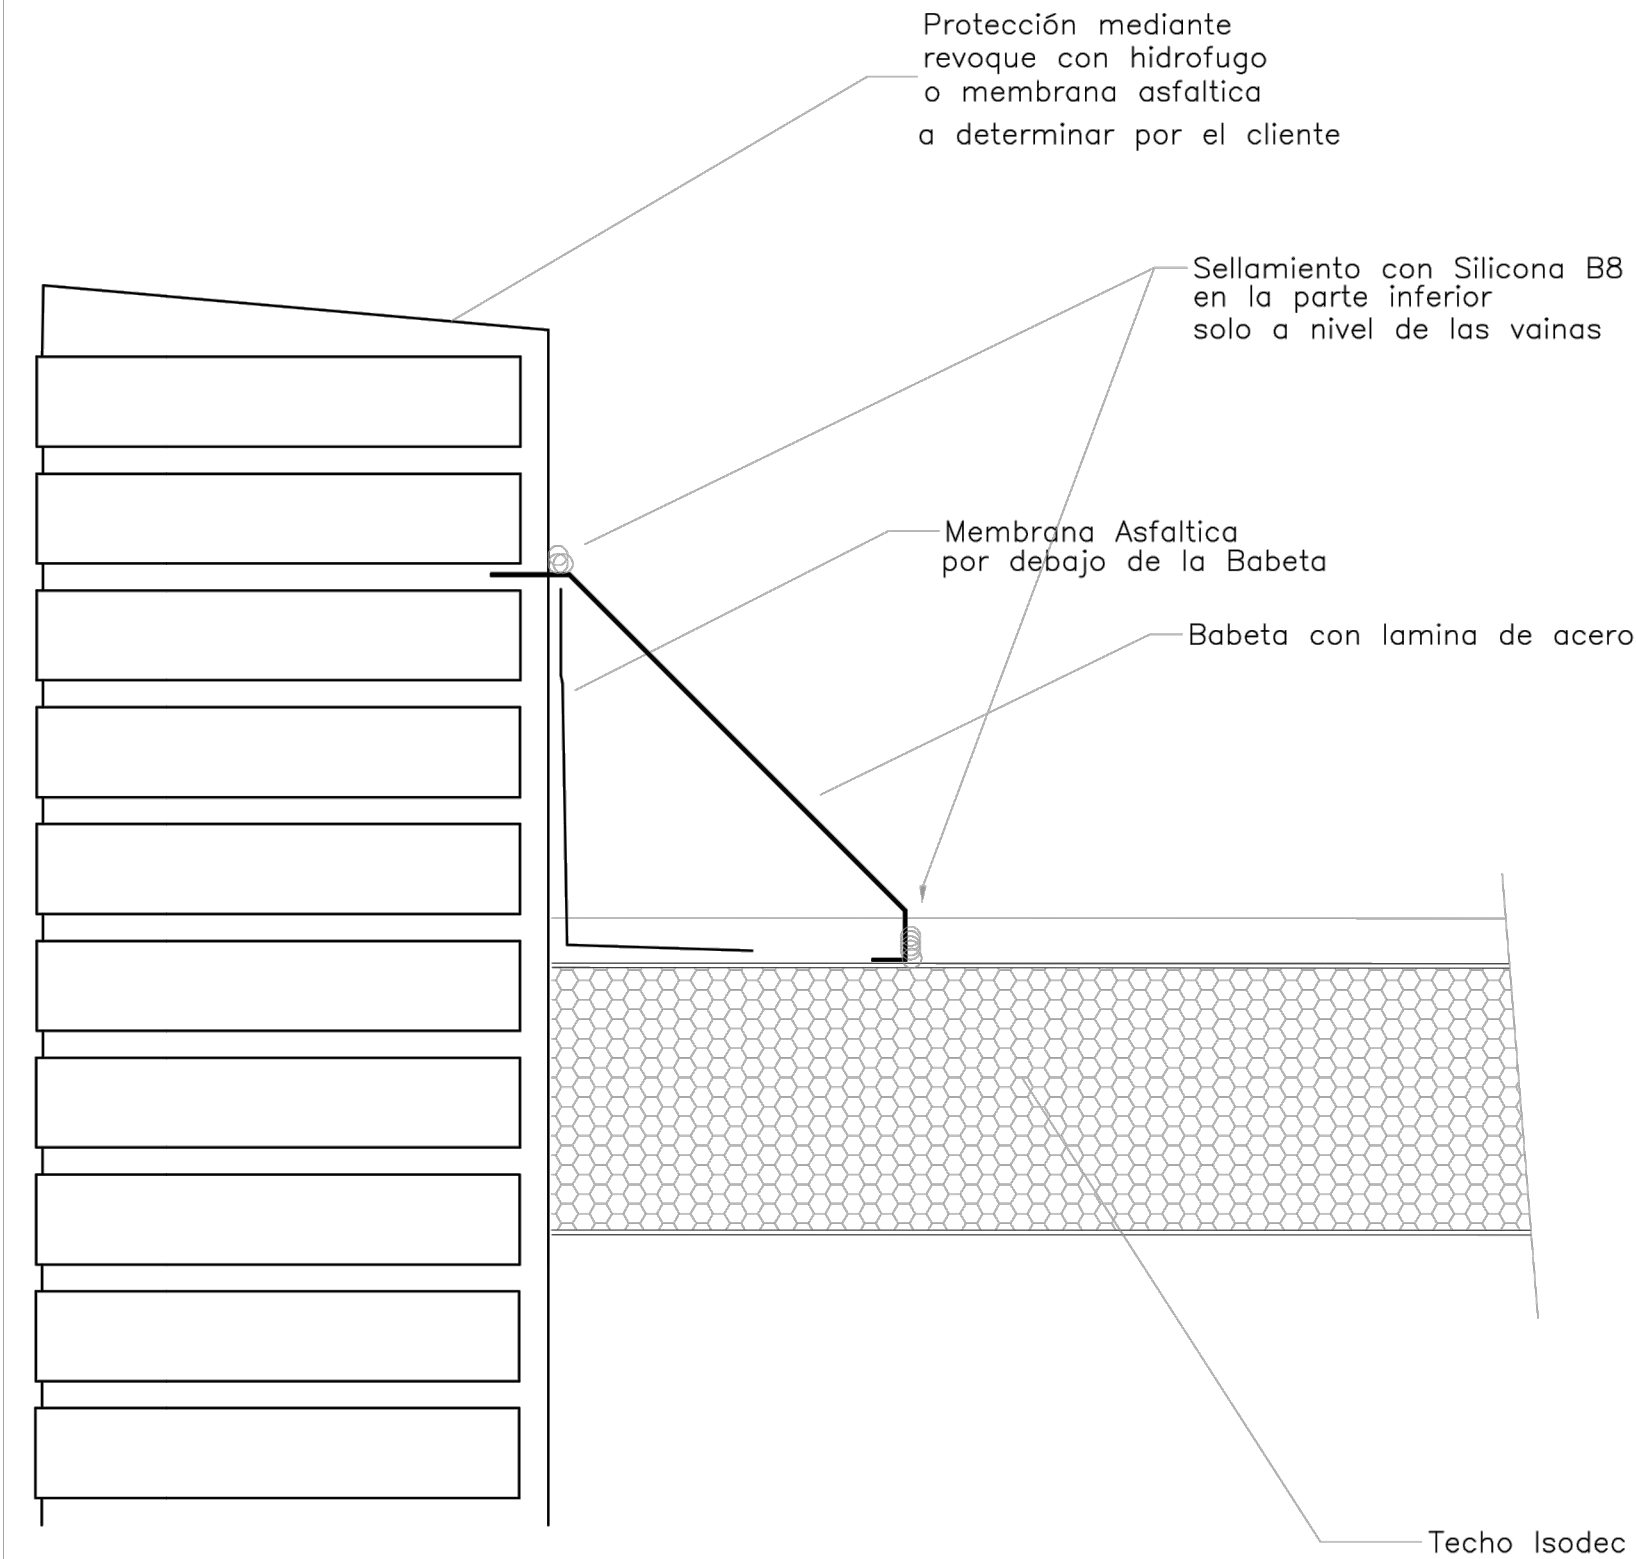 Protección mediante
revoque con hidrofugo
o membrana asfaltica
a determinar por el cliente
Sellamiento con Silicona B8
en la parte inferior
solo a nivel de las vainas
Membrana Asfaltica
por debajo de la Babeta
Babeta con lamina de acero
Techo Isodec